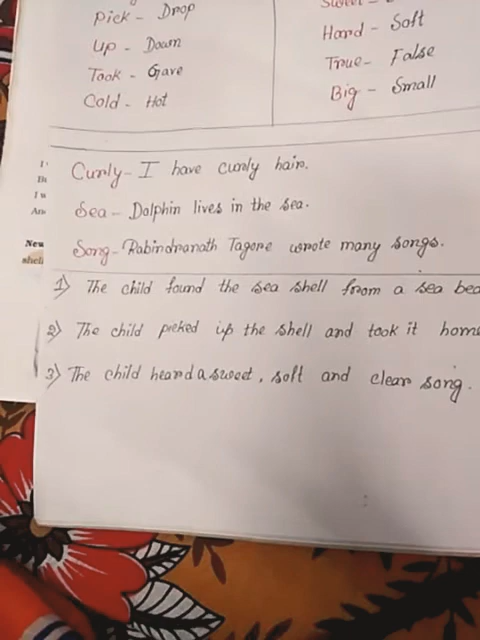 Pick - Drop
Up - Down
Took - Gave
Cold - Hot
Sweet -
Hard - Soft
True - False
Big - Small
Curly - I have curly hair.
Sea - Dolphin lives in the sea.
Song - Rabindranath Tagore wrote many songs.
1) The child found the sea shell from a sea
2) The child picked up the shell and took it home
3) The child heard a sweet, soft and clear song.